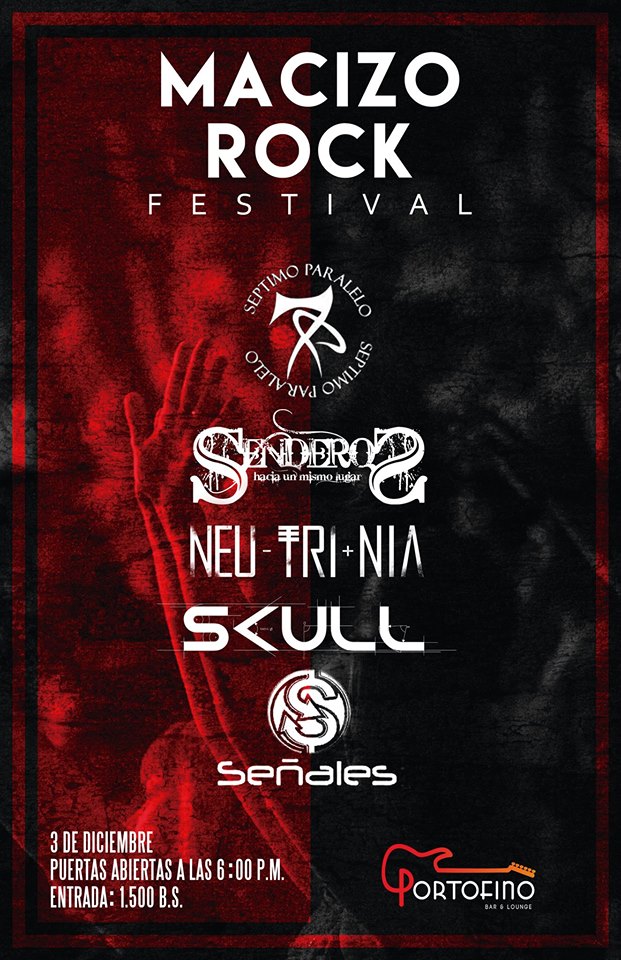 MACIZO
ROCK
FESTIVAL
SEPTIMO PARALELO
SEPTIMO PARALELO
SENDEROS
hacia un mismo lugar
NEU-TRI+NIA
SKULL
Señales
3 DE DICIEMBRE
PUERTAS ABIERTAS A LAS 6:00 P.M.
ENTRADA: 1.500 B.S.
PORTOFINO
BAR & LOUNGE